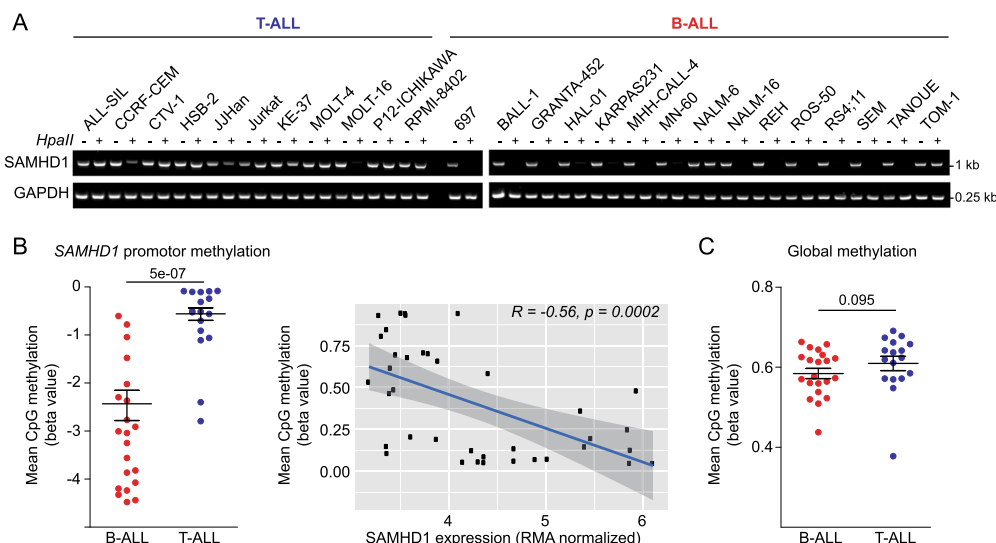 A
T-ALL
B-ALL
ALL-SIL
CCRF-CEM
CTV-1
HSB-2
JJHan
Jurkat
KE-37
MOLT-4
MOLT-16
P12-ICHIKAWA
RPMI-8402
697
BALL-1
GRANTA-452
HAL-01
KARPAS231
MHH-CALL-4
MN-60
NALM-6
NALM-16
REH
ROS-50
RS4;11
SEM
TANOUE
TOM-1
HpaII - + - + - + - + - + - + - + - + - + - + - + - + - + - + - + - + - + - + - + - + - + - + - + - + - + - +
SAMHD1
-1 kb
GAPDH
-0.25 kb
B
SAMHD1 promotor methylation
5e-07
Mean CpG methylation
(beta value)
0
-1
-2
-3
-4
B-ALL T-ALL
R = -0.56, p = 0.0002
Mean CpG methylation
(beta value)
0.75
0.50
0.25
0.00
4 5 6
SAMHD1 expression (RMA normalized)
C
Global methylation
0.095
Mean CpG methylation
(beta value)
0.8
0.6
0.4
B-ALL T-ALL